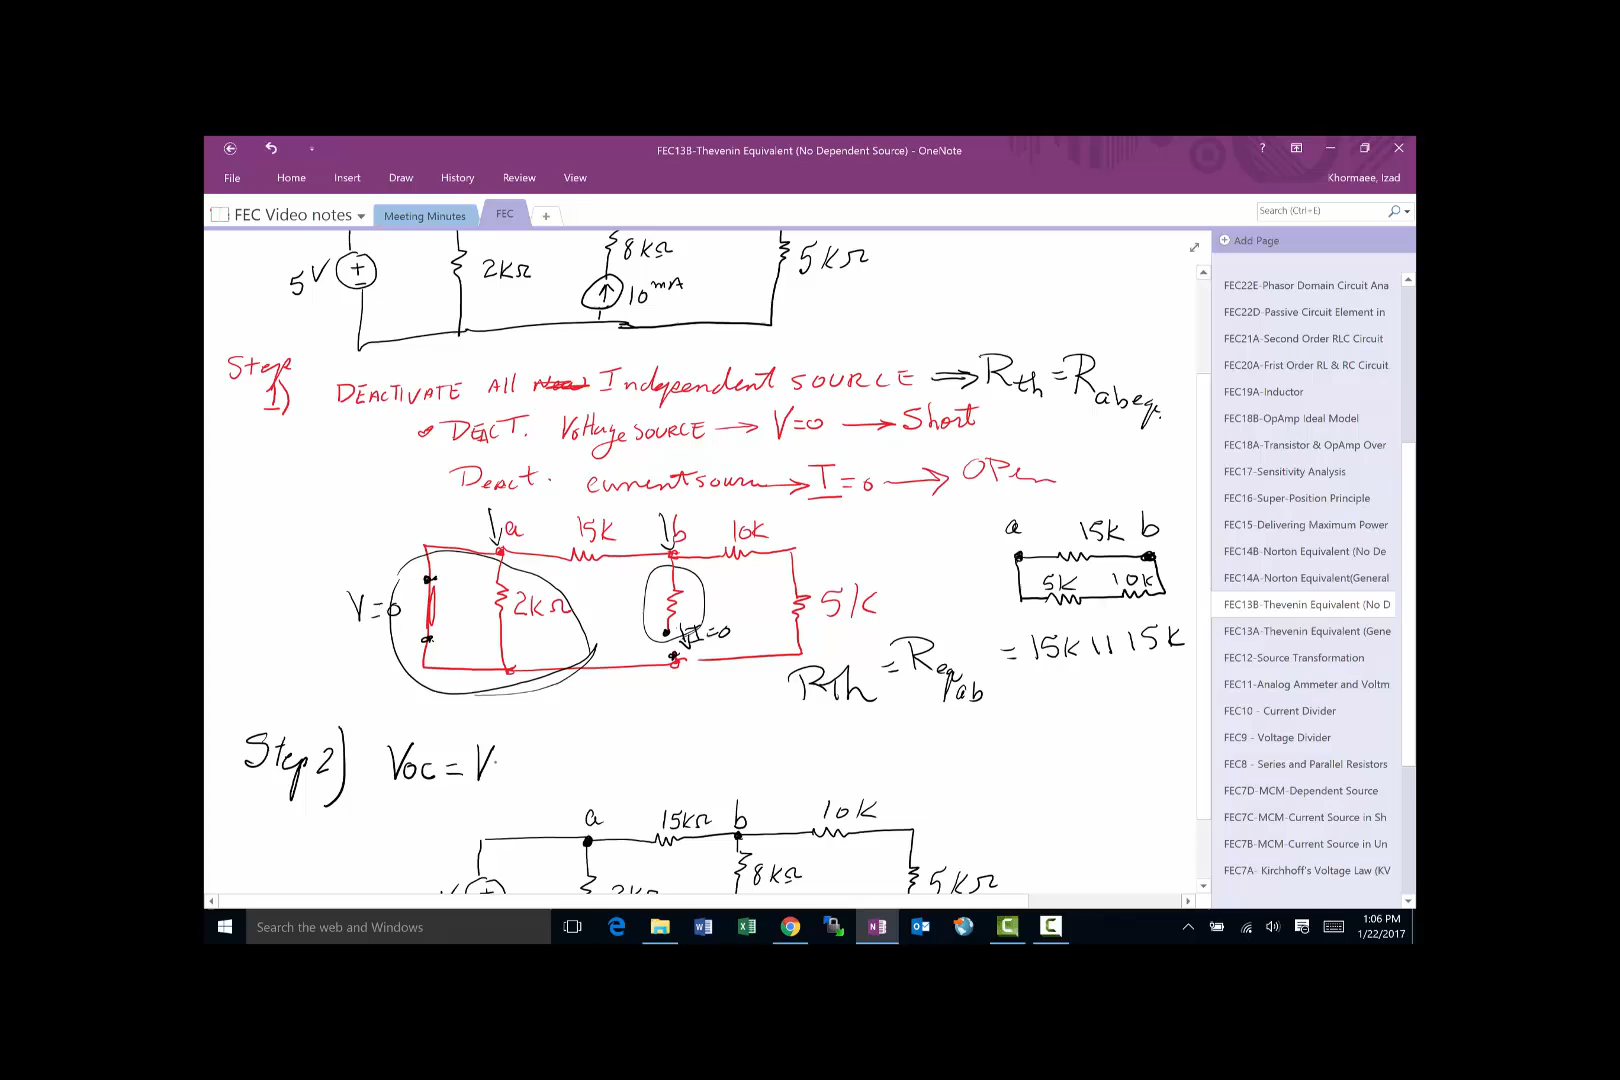 FEC13B-Thevenin Equivalent (No Dependent Source) - OneNote
?
File Home Insert Draw History Review View
Khormaee, Izad
FEC Video notes Meeting Minutes FEC +
Search (Ctrl+E)
Add Page
5V + 2KΩ 8KΩ 10mA 5KΩ
Step 1) DEACTIVATE All Independent SOURCE ⇒ Rth = Rab eq.
DEACT. Voltage SOURCE → V=0 → Short
Deact. current sourc → I=0 → OPen
a 15K b 10K
V=0 2KΩ I=0 5K
a 15K b
5K 10K
Rth = Req ab = 15K || 15K
Step 2) Voc = V
a 15KΩ b 10K
V + 2KΩ 8KΩ 5KΩ
FEC22E-Phasor Domain Circuit Ana
FEC22D-Passive Circuit Element in
FEC21A-Second Order RLC Circuit
FEC20A-Frist Order RL & RC Circuit
FEC19A-Inductor
FEC18B-OpAmp Ideal Model
FEC18A-Transistor & OpAmp Over
FEC17-Sensitivity Analysis
FEC16-Super-Position Principle
FEC15-Delivering Maximum Power
FEC14B-Norton Equivalent (No De
FEC14A-Norton Equivalent(General
FEC13B-Thevenin Equivalent (No D
FEC13A-Thevenin Equivalent (Gene
FEC12-Source Transformation
FEC11-Analog Ammeter and Voltm
FEC10 - Current Divider
FEC9 - Voltage Divider
FEC8 - Series and Parallel Resistors
FEC7D-MCM-Dependent Source
FEC7C-MCM-Current Source in Sh
FEC7B-MCM-Current Source in Un
FEC7A- Kirchhoff's Voltage Law (KV
Search the web and Windows
1:06 PM
1/22/2017